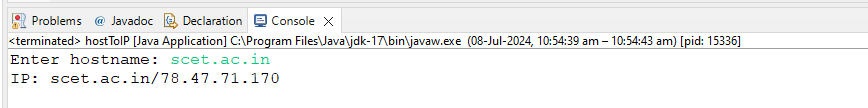 Problems @ Javadoc Declaration Console
<terminated> hostToIP [Java Application] C:\Program Files\Java\jdk-17\bin\javaw.exe (08-Jul-2024, 10:54:39 am – 10:54:43 am) [pid: 15336]
Enter hostname: scet.ac.in
IP: scet.ac.in/78.47.71.170